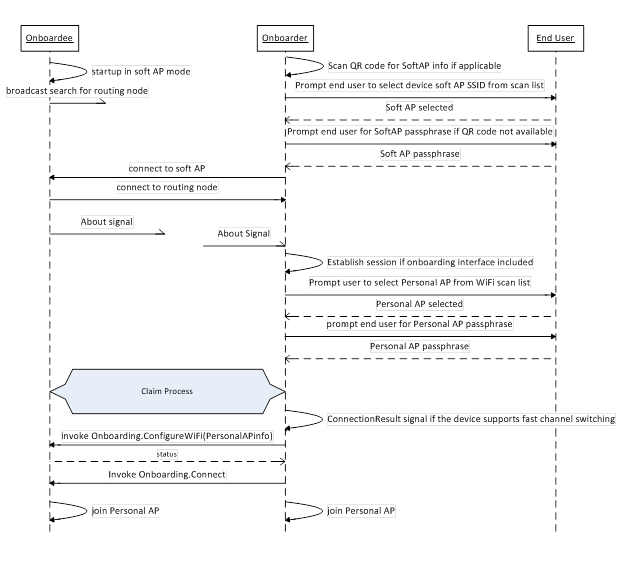 Onboardee
Onboarder
End User
startup in soft AP mode
Scan QR code for SoftAP info if applicable
broadcast search for routing node
Prompt end user to select device soft AP SSID from scan list
Soft AP selected
Prompt end user for SoftAP passphrase if QR code not available
Soft AP passphrase
connect to soft AP
connect to routing node
About signal
About Signal
Establish session if onboarding interface included
Prompt user to select Personal AP from WiFi scan list
Personal AP selected
prompt end user for Personal AP passphrase
Personal AP passphrase
Claim Process
ConnectionResult signal if the device supports fast channel switching
invoke Onboarding.ConfigureWiFi(PersonalAPinfo)
status
Invoke Onboarding.Connect
join Personal AP
join Personal AP